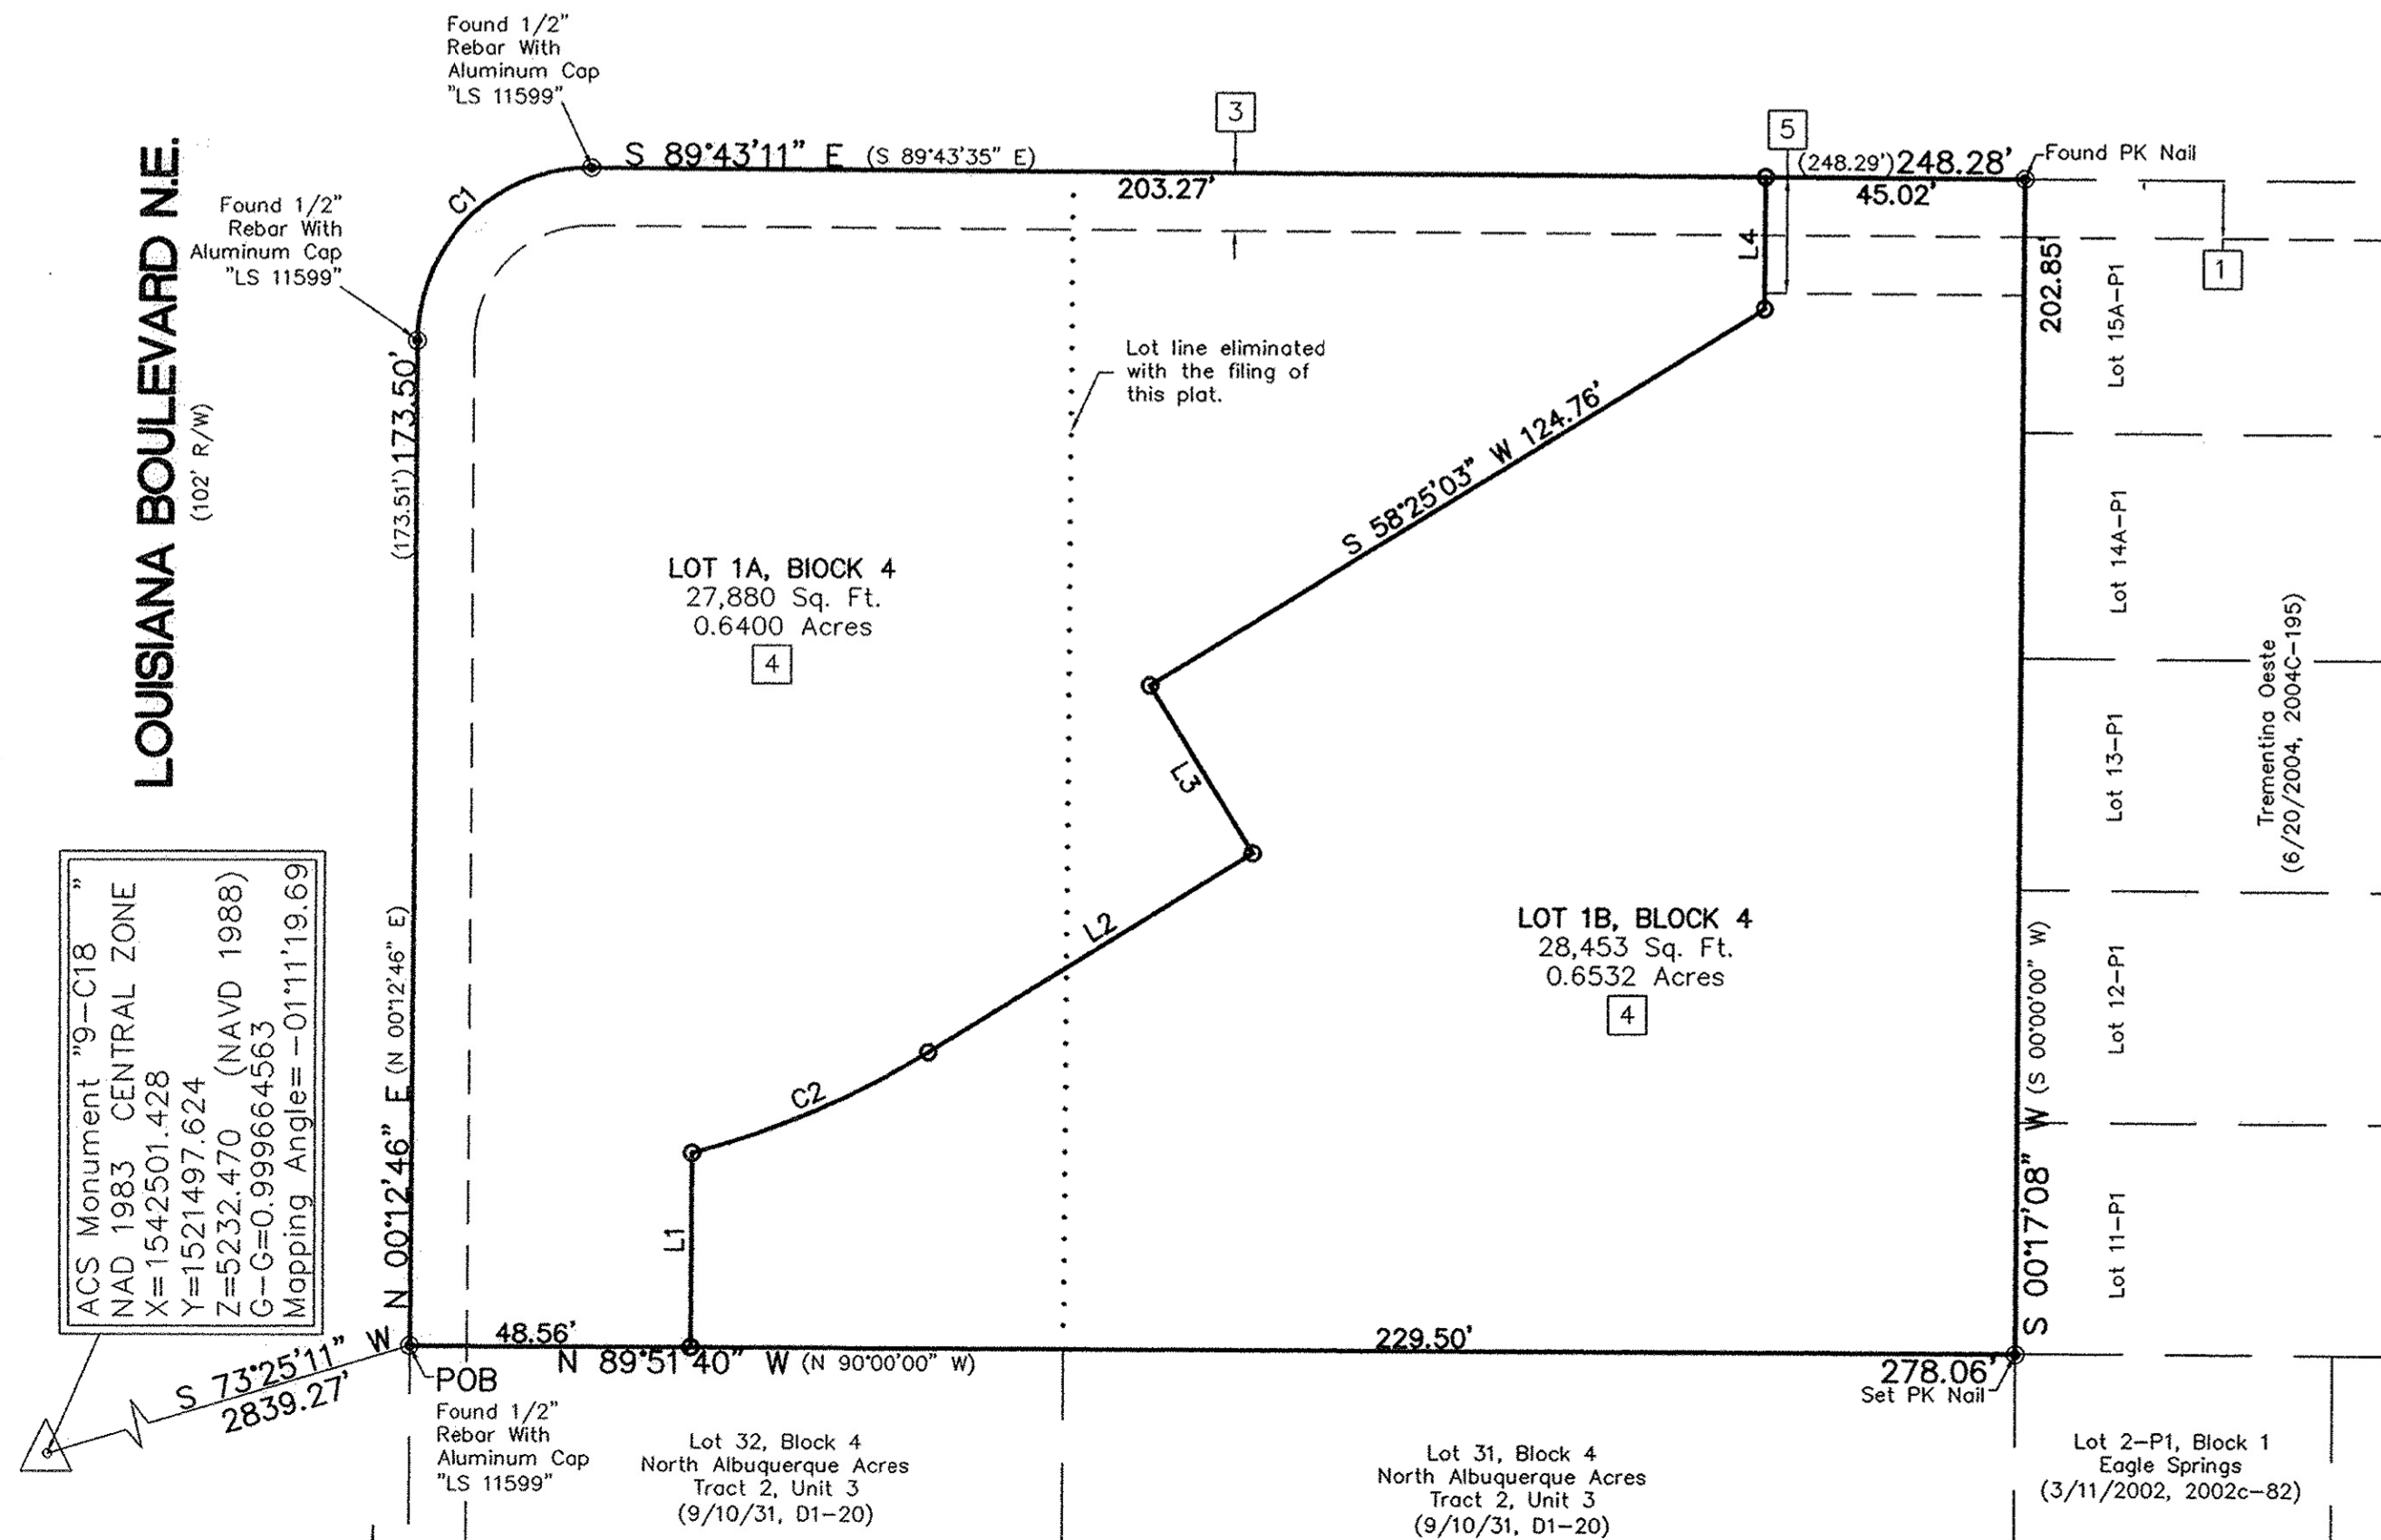 Found 1/2"
Rebar With
Aluminum Cap
"LS 11599"
Found 1/2"
Rebar With
Aluminum Cap
"LS 11599"
LOUISIANA BOULEVARD N.E.
(102' R/W)
C1
S 89°43'11" E (S 89°43'35" E)
203.27'
3
5
(248.29') 248.28'
45.02'
Found PK Nail
1
L4
202.85'
Lot 15A-P1
Lot line eliminated
with the filing of
this plat.
(173.51') 173.50'
S 58°25'03" W 124.76'
Lot 14A-P1
LOT 1A, BlOCK 4
27,880 Sq. Ft.
0.6400 Acres
4
L3
Lot 13-P1
Trementina Oeste
(6/20/2004, 2004C-195)
LOT 1B, BLOCK 4
28,453 Sq. Ft.
0.6532 Acres
4
L2
Lot 12-P1
C2
L1
Lot 11-P1
N 00°12'46" E (N 00°12'46" E)
S 00°17'08" W (S 00°00'00" W)
ACS Monument "9-C18 "
NAD 1983 CENTRAL ZONE
X=1542501.428
Y=1521497.624
Z=5232.470 (NAVD 1988)
G-G=0.999664563
Mapping Angle= -01°11'19.69
S 73°25'11" W
2839.27'
48.56'
N 89°51'40" W (N 90°00'00" W)
229.50'
278.06'
Set PK Nail
POB
Found 1/2"
Rebar With
Aluminum Cap
"LS 11599"
Lot 32, Block 4
North Albuquerque Acres
Tract 2, Unit 3
(9/10/31, D1-20)
Lot 31, Block 4
North Albuquerque Acres
Tract 2, Unit 3
(9/10/31, D1-20)
Lot 2-P1, Block 1
Eagle Springs
(3/11/2002, 2002c-82)